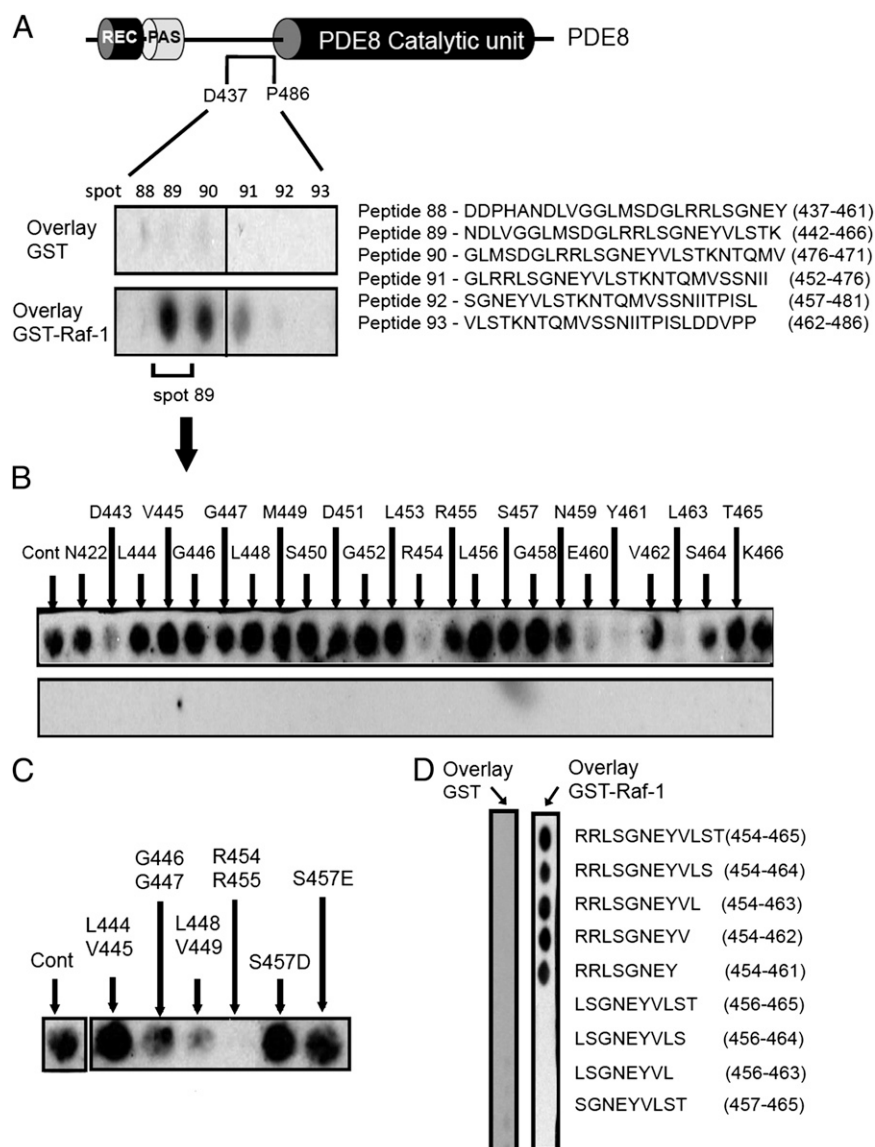 A
REC
PAS
PDE8 Catalytic unit
PDE8
D437 P486
spot 88 89 90 91 92 93
Overlay
GST
Overlay
GST-Raf-1
Peptide 88 - DDPHANDLVGGLMSDGLRRLSGNEY (437-461)
Peptide 89 - NDLVGGLMSDGLRRLSGNEYVLSTK (442-466)
Peptide 90 - GLMSDGLRRLSGNEYVLSTKNTQMV (476-471)
Peptide 91 - GLRRLSGNEYVLSTKNTQMVSSNII (452-476)
Peptide 92 - SGNEYVLSTKNTQMVSSNIITPISL (457-481)
Peptide 93 - VLSTKNTQMVSSNIITPISLDDVPP (462-486)
spot 89
B
D443 V445 G447 M449 D451 L453 R455 S457 N459 Y461 L463 T465
Cont N422 L444 G446 L448 S450 G452 R454 L456 G458 E460 V462 S464 K466
C
Cont
L444
V445
G446
G447
L448
V449
R454
R455
S457D
S457E
D
Overlay
GST
Overlay
GST-Raf-1
RRLSGNEYVLST(454-465)
RRLSGNEYVLS (454-464)
RRLSGNEYVL (454-463)
RRLSGNEYV (454-462)
RRLSGNEY (454-461)
LSGNEYVLST (456-465)
LSGNEYVLS (456-464)
LSGNEYVL (456-463)
SGNEYVLST (457-465)